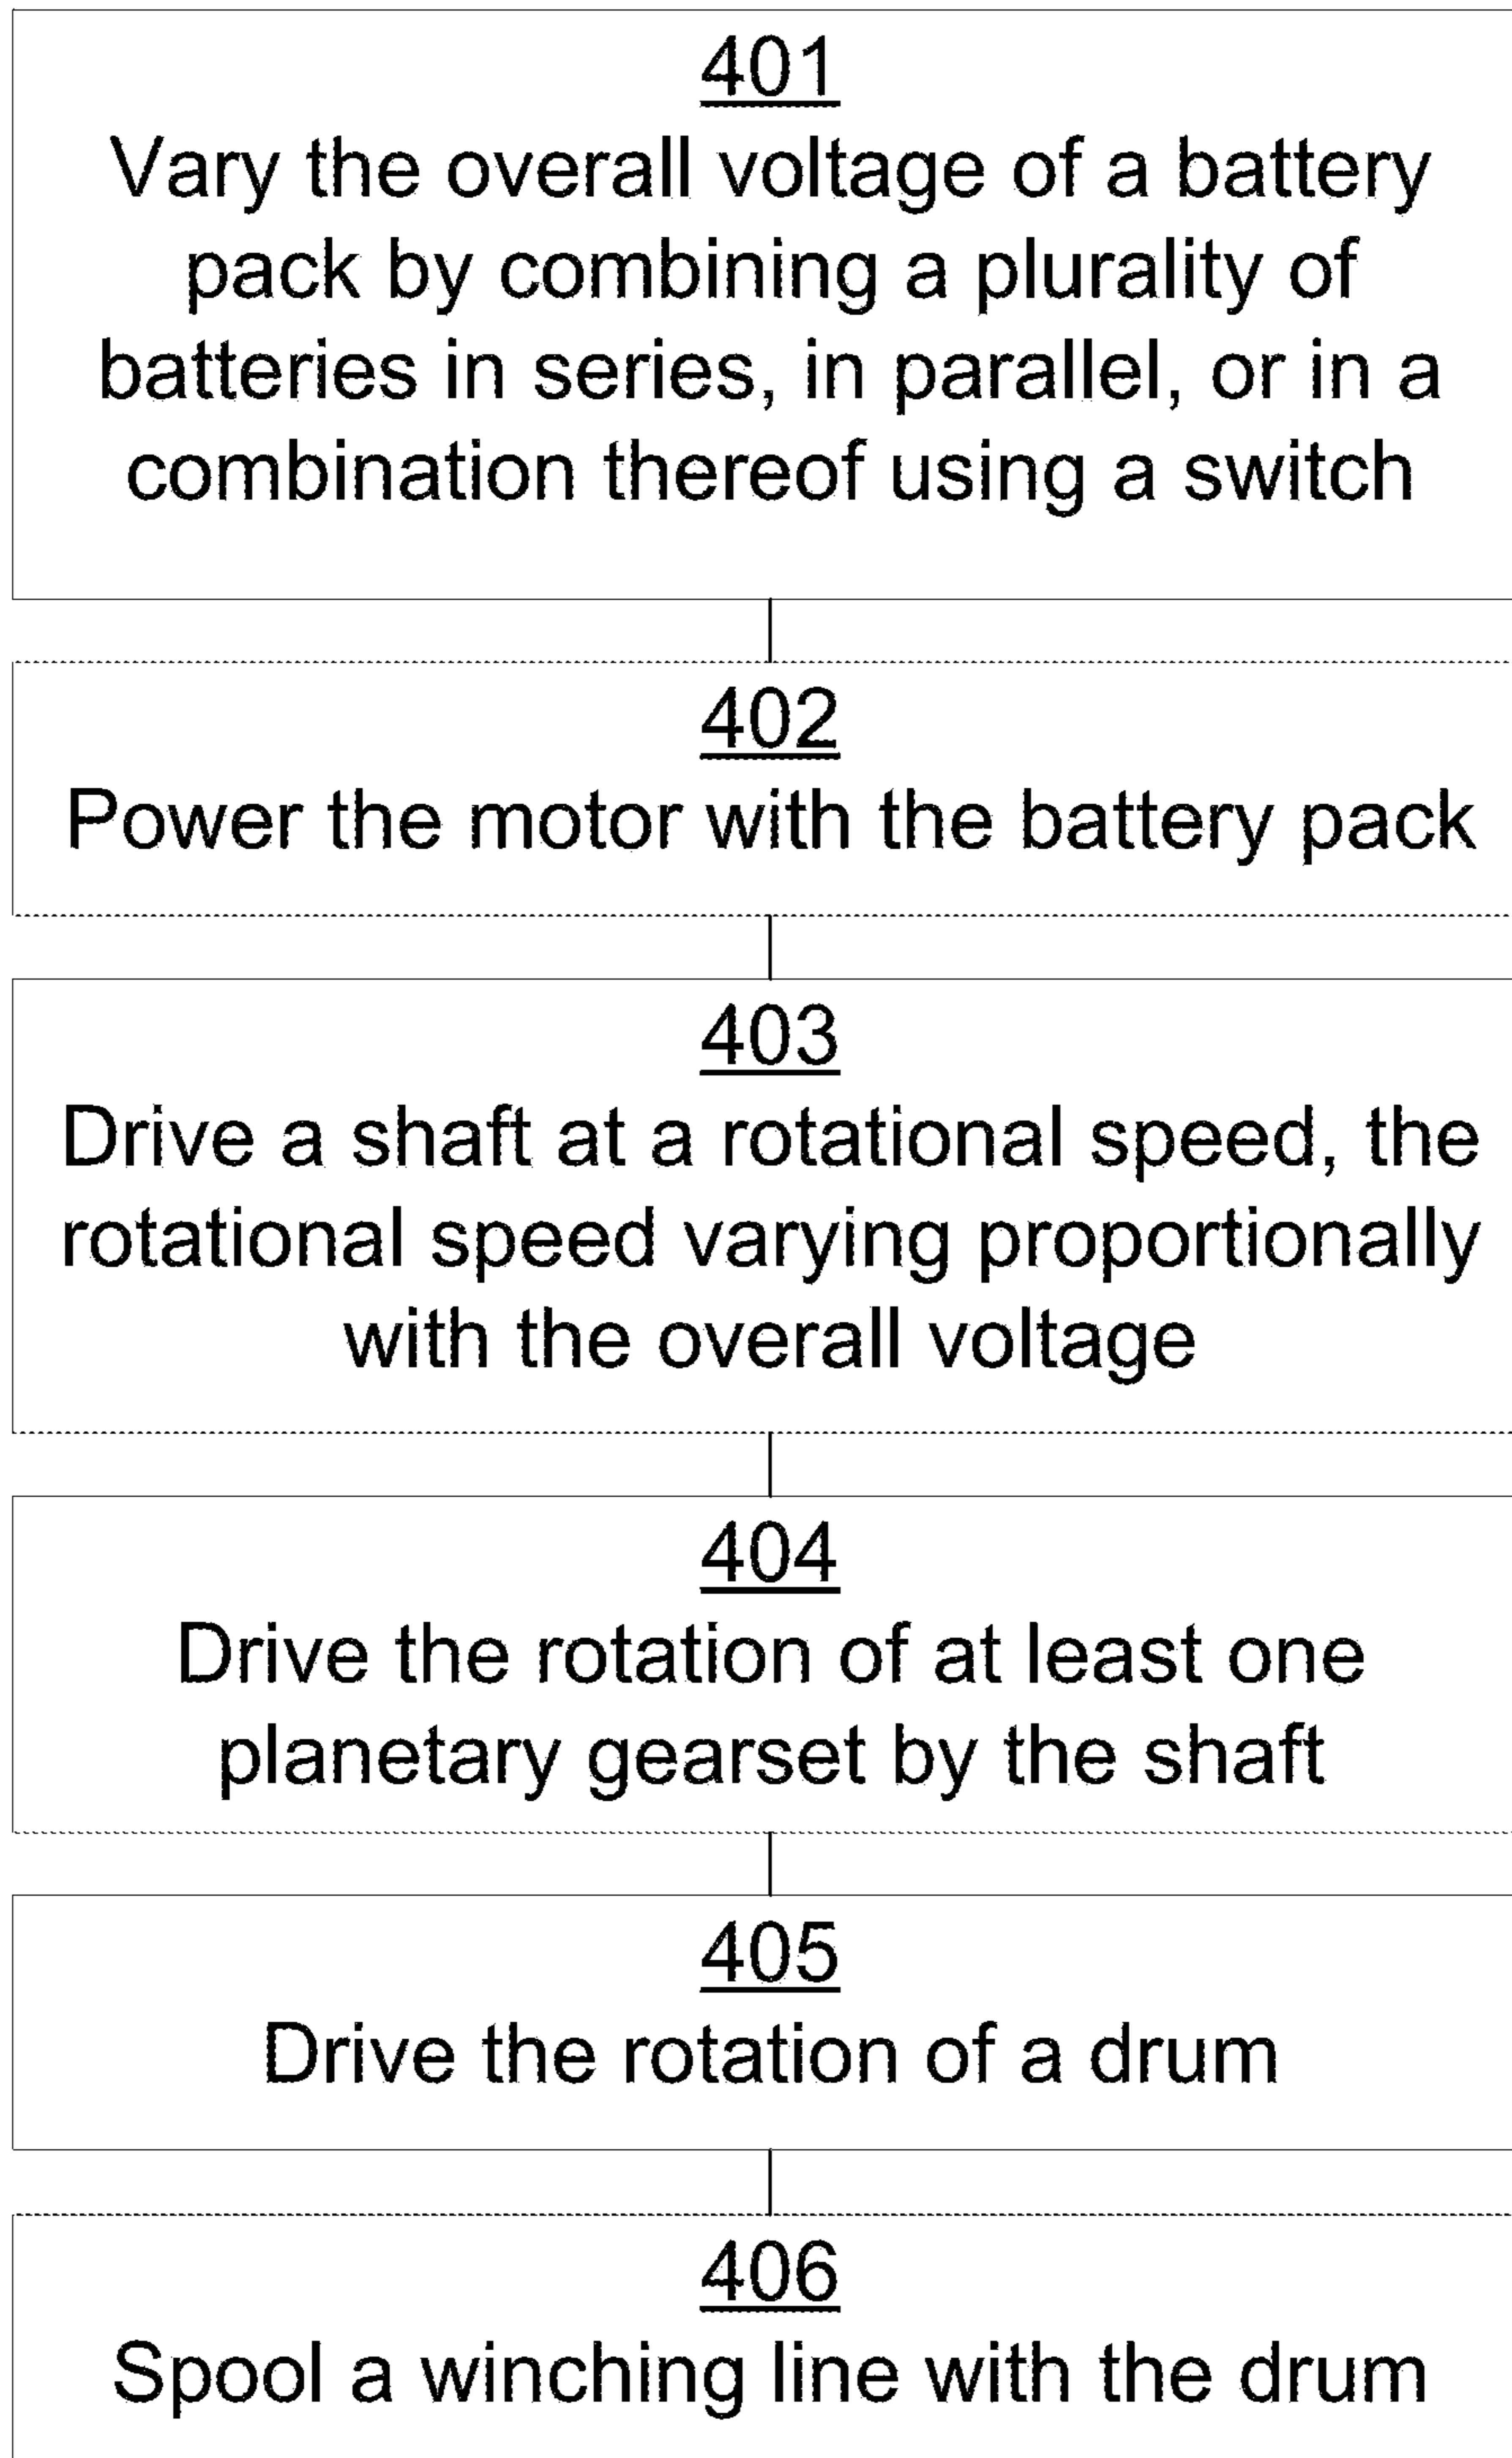 401
Vary the overall voltage of a battery
pack by combining a plurality of
batteries in series, in parallel, or in a
combination thereof using a switch
402
Power the motor with the battery pack
403
Drive a shaft at a rotational speed, the
rotational speed varying proportionally
with the overall voltage
404
Drive the rotation of at least one
planetary gearset by the shaft
405
Drive the rotation of a drum
406
Spool a winching line with the drum